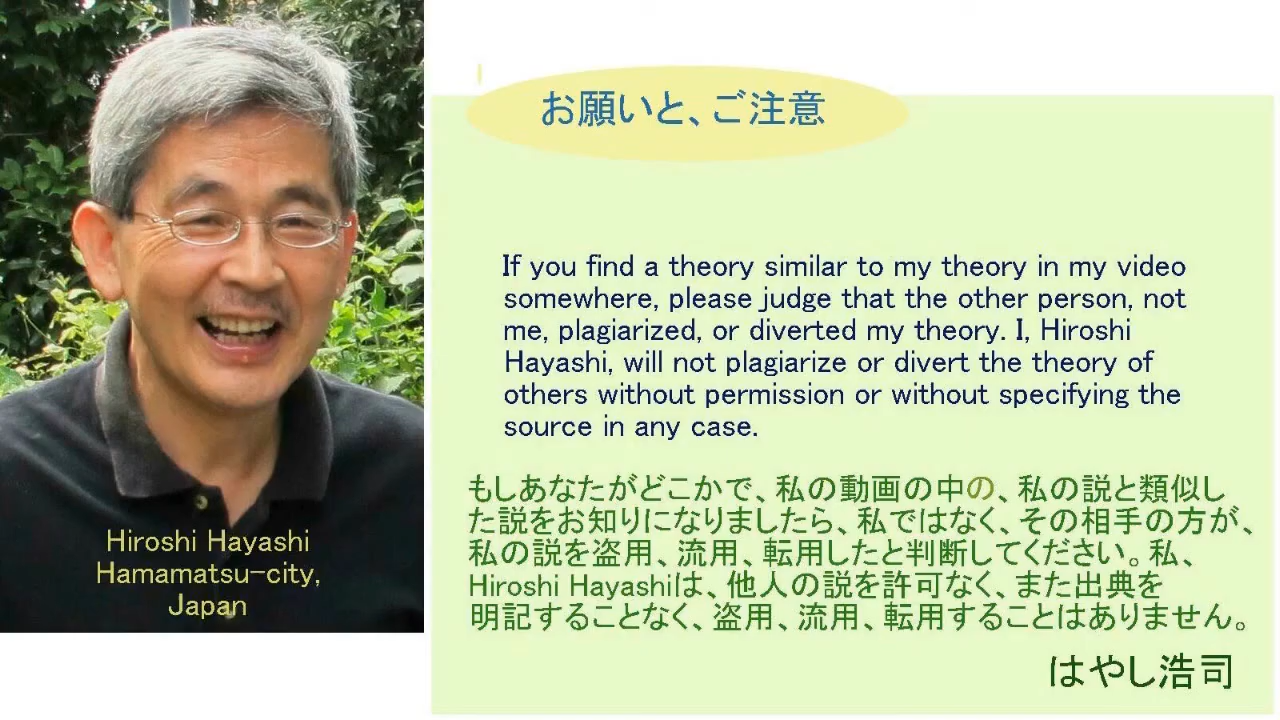 お願いと、ご注意
If you find a theory similar to my theory in my video
somewhere, please judge that the other person, not
me, plagiarized, or diverted my theory. I, Hiroshi
Hayashi, will not plagiarize or divert the theory of
others without permission or without specifying the
source in any case.
もしあなたがどこかで、私の動画の中の、私の説と類似し
た説をお知りになりましたら、私ではなく、その相手の方が、
私の説を盗用、流用、転用したと判断してください。私、
Hiroshi Hayashiは、他人の説を許可なく、また出典を
明記することなく、盗用、流用、転用することはありません。
はやし浩司
Hiroshi Hayashi
Hamamatsu-city,
Japan